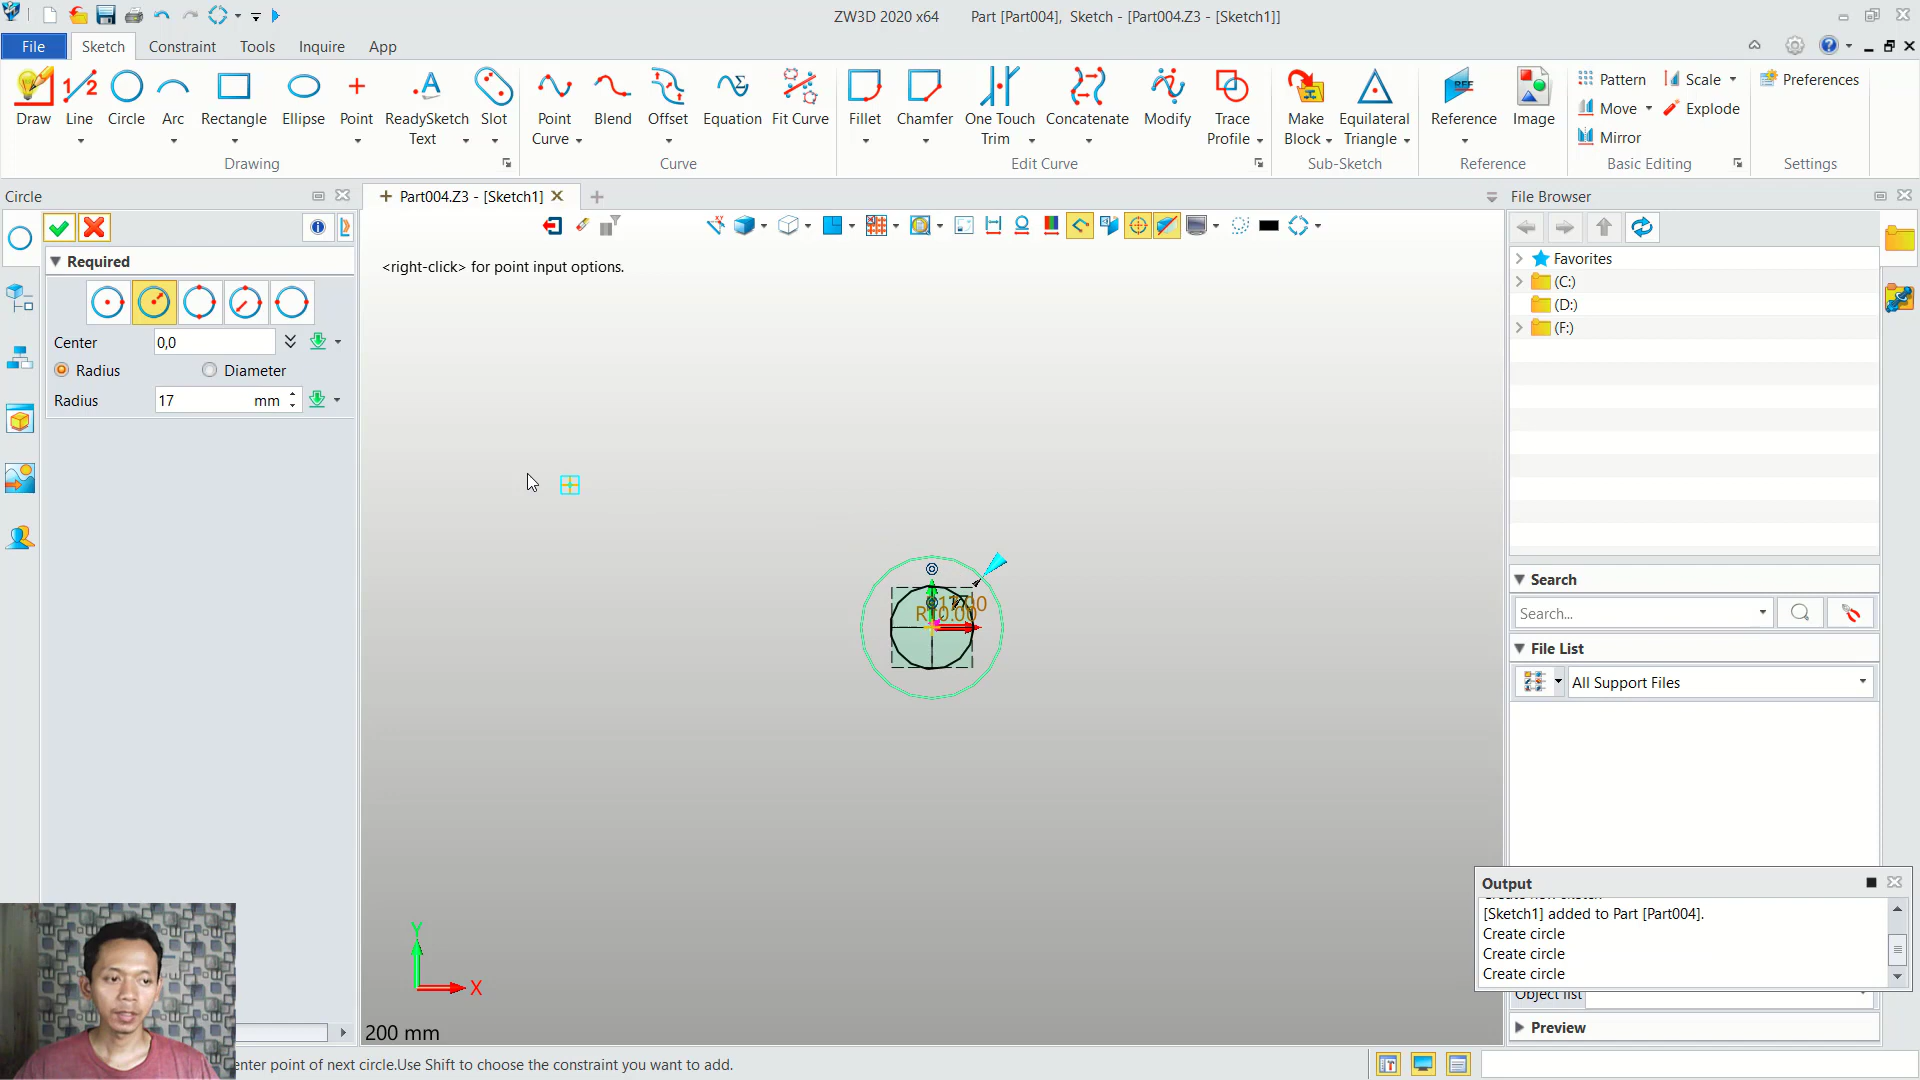 ZW3D 2020 x64 Part [Part004], Sketch - [Part004.Z3 - [Sketch1]]
File Sketch Constraint Tools Inquire App
Draw Line Circle Arc Rectangle Ellipse Point ReadySketch Text Slot
Drawing
Point Curve Blend Offset Equation Fit Curve
Curve
Fillet Chamfer One Touch Trim Concatenate Modify Trace Profile
Edit Curve
Make Block Equilateral Triangle
Sub-Sketch
REF
Reference Image
Reference
Pattern Scale
Move Explode
Mirror
Basic Editing
Preferences
Settings
Circle
Required
Center 0,0
Radius Diameter
Radius 17 mm
Part004.Z3 - [Sketch1]
<right-click> for point input options.
R10.00
Y
X
200 mm
enter point of next circle.Use Shift to choose the constraint you want to add.
File Browser
Favorites
(C:)
(D:)
(F:)
Search
Search...
File List
All Support Files
Output
[Sketch1] added to Part [Part004].
Create circle
Create circle
Create circle
Object list
Preview